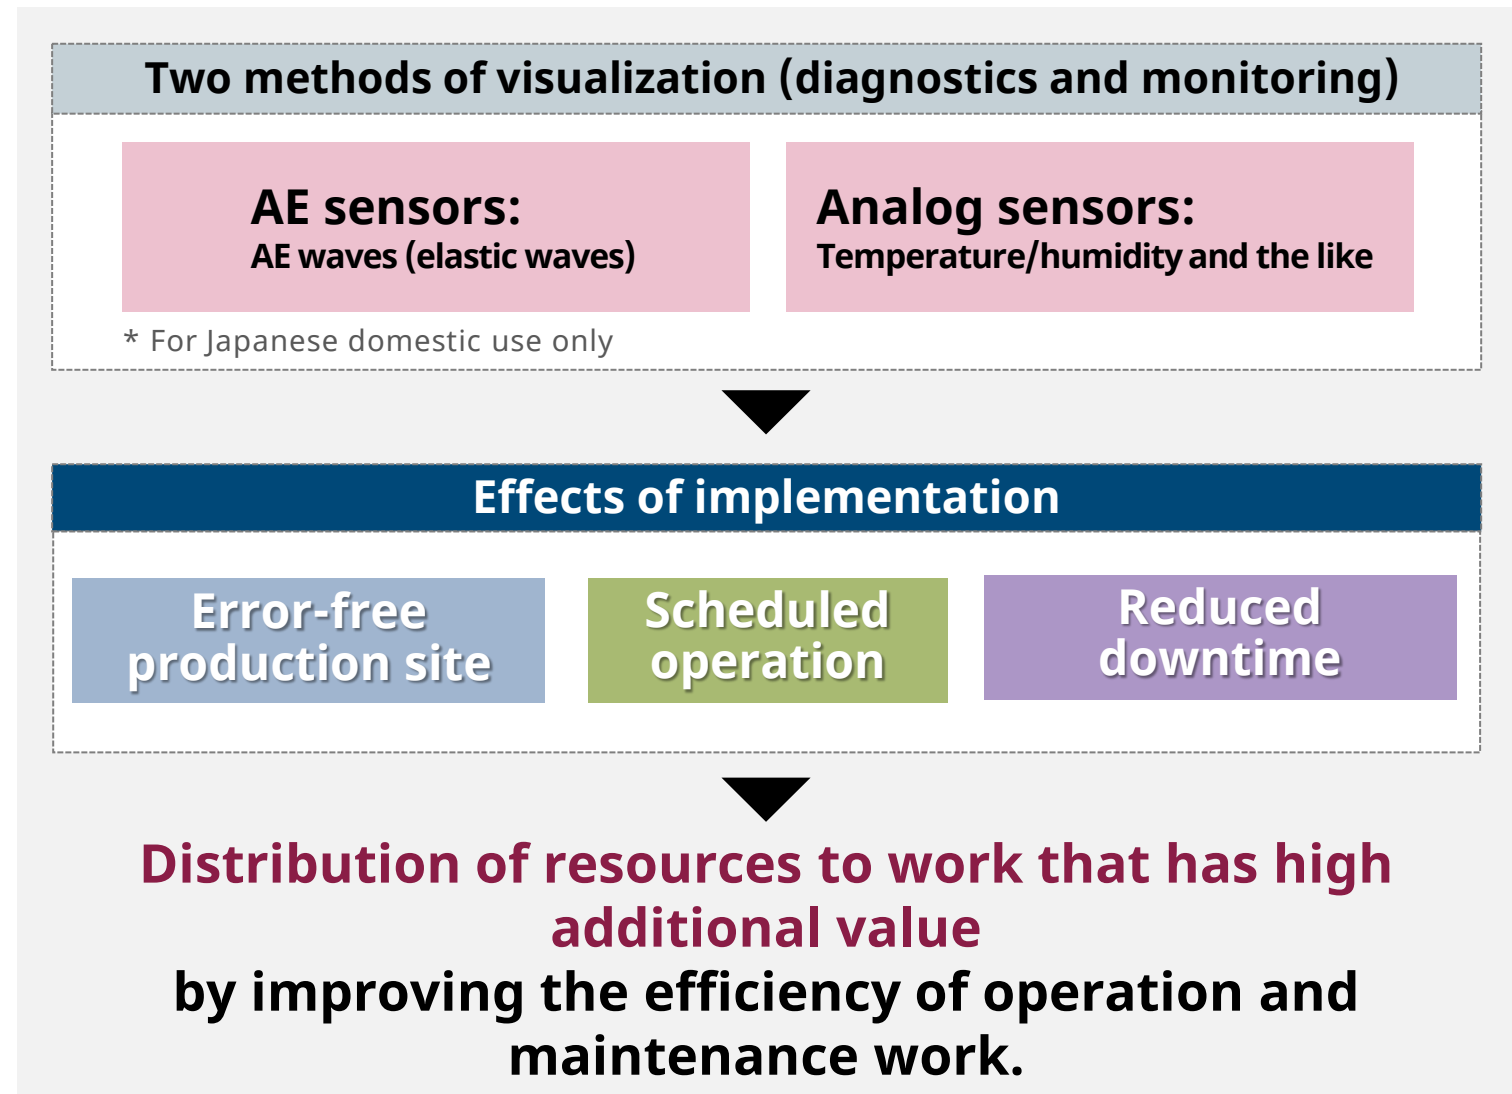 Two methods of visualization (diagnostics and monitoring)
AE sensors:
AE waves (elastic waves)
Analog sensors:
Temperature/humidity and the like
* For Japanese domestic use only
Effects of implementation
Error-free
production site
Scheduled
operation
Reduced
downtime
Distribution of resources to work that has high
additional value
by improving the efficiency of operation and
maintenance work.